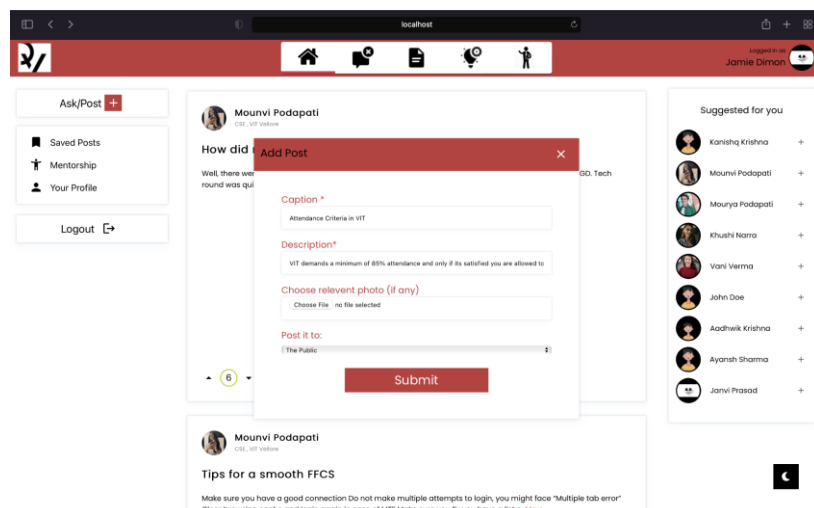 localhost
Logged in as
Jamie Dimon
Ask/Post +
Saved Posts
Mentorship
Your Profile
Logout
Mounvi Podapati
CSE, VIT Vellore
How did
Well, there wer
GD. Tech
round was qui
Add Post
Caption *
Attendance Criteria in VIT
Description*
VIT demands a minimum of 85% attendance and only if its satisfied you are allowed to
Choose relevent photo (if any)
Choose File no file selected
Post it to:
The Public
Submit
6
Mounvi Podapati
CSE, VIT Vellore
Tips for a smooth FFCS
Make sure you have a good connection Do not make multiple attempts to login, you might face "Multiple tab error"
Suggested for you
Kanishq Krishna +
Mounvi Podapati +
Mourya Podapati +
Khushi Narra +
Vani Verma +
John Doe +
Aadhwik Krishna +
Ayansh Sharma +
Janvi Prasad +